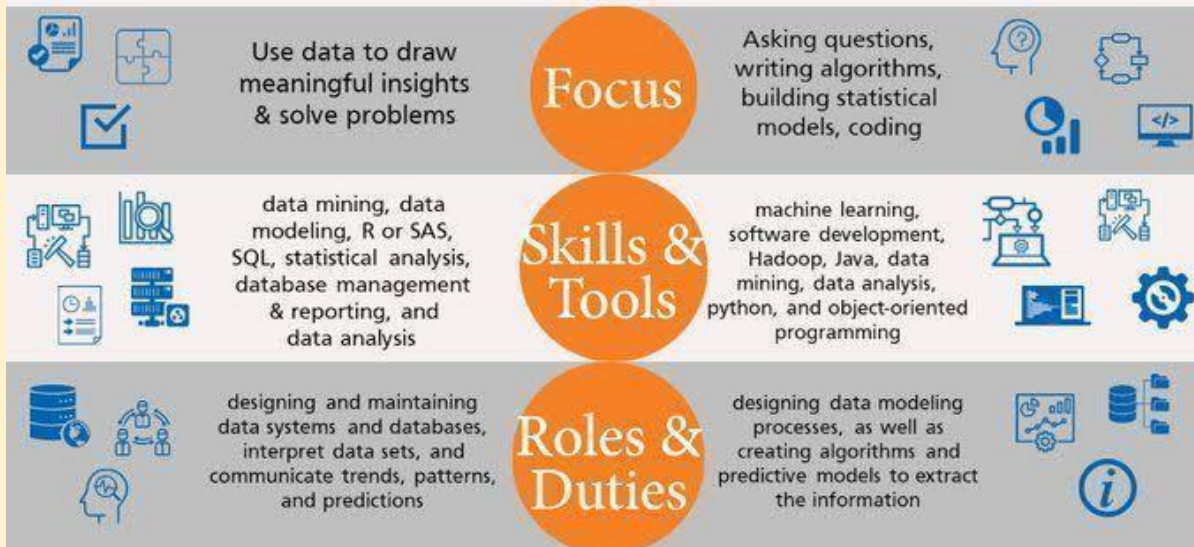 Use data to draw
meaningful insights
& solve problems
Focus
Asking questions,
writing algorithms,
building statistical
models, coding
</>
data mining, data
modeling, R or SAS,
SQL, statistical analysis,
database management
& reporting, and
data analysis
Skills &
Tools
machine learning,
software development,
Hadoop, Java, data
mining, data analysis,
python, and object-oriented
programming
designing and maintaining
data systems and databases,
interpret data sets, and
communicate trends, patterns,
and predictions
Roles &
Duties
designing data modeling
processes, as well as
creating algorithms and
predictive models to extract
the information